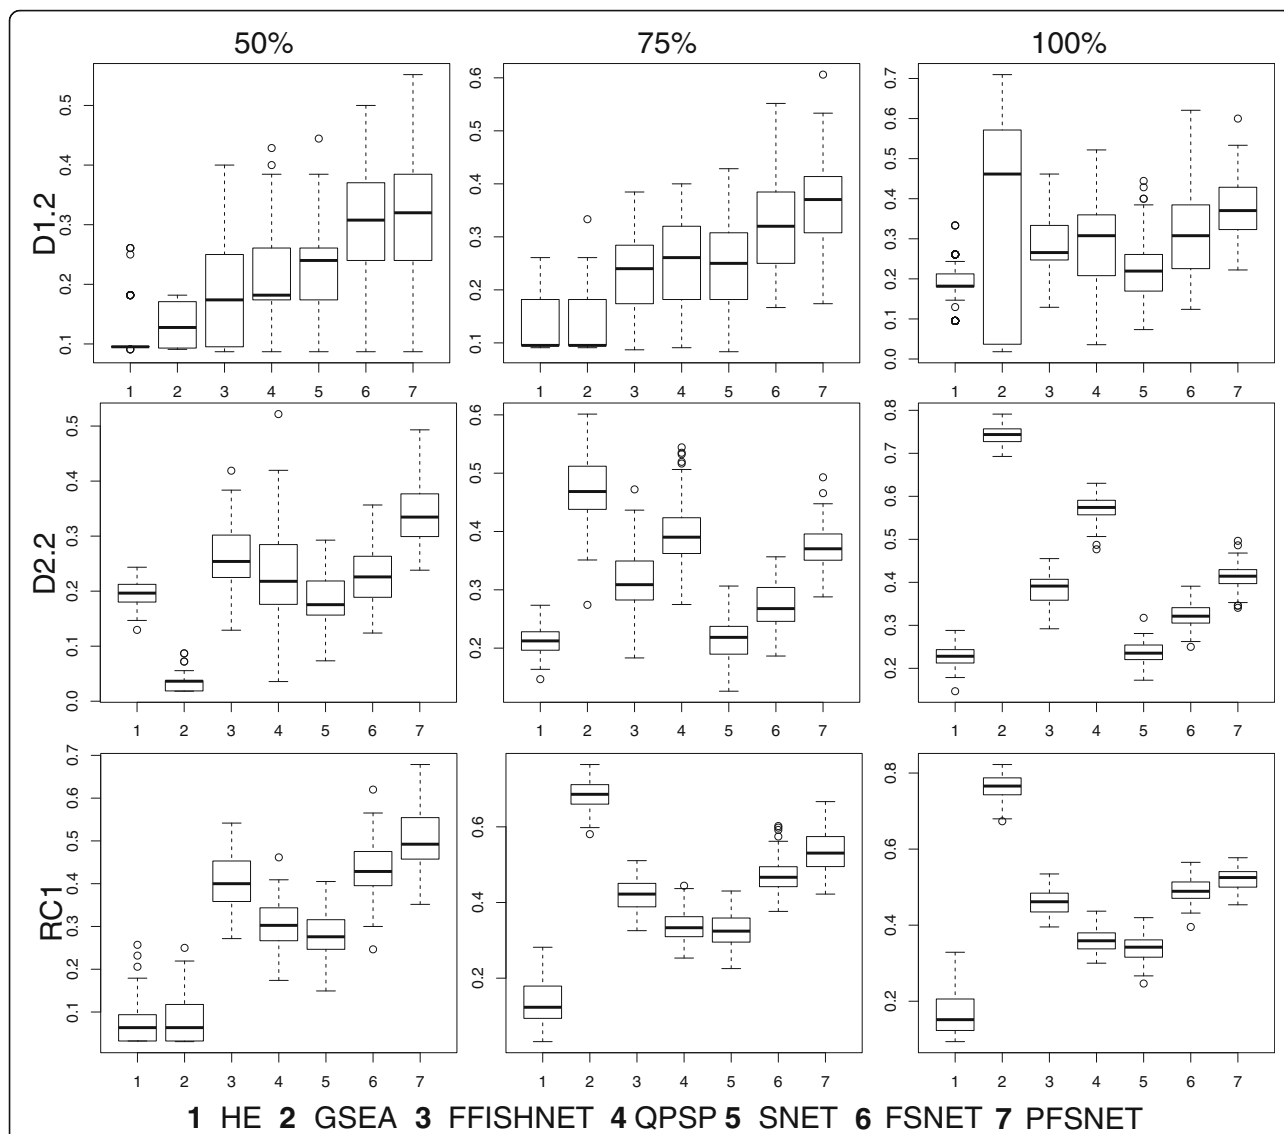 50% 75% 100%
D1.2
0.1 0.2 0.3 0.4 0.5
1 2 3 4 5 6 7
0.1 0.2 0.3 0.4 0.5 0.6
1 2 3 4 5 6 7
0.0 0.1 0.2 0.3 0.4 0.5 0.6 0.7
1 2 3 4 5 6 7
D2.2
0.0 0.1 0.2 0.3 0.4 0.5
1 2 3 4 5 6 7
0.2 0.3 0.4 0.5 0.6
1 2 3 4 5 6 7
0.2 0.3 0.4 0.5 0.6 0.7 0.8
1 2 3 4 5 6 7
RC1
0.1 0.2 0.3 0.4 0.5 0.6 0.7
1 2 3 4 5 6 7
0.2 0.4 0.6
1 2 3 4 5 6 7
0.2 0.4 0.6 0.8
1 2 3 4 5 6 7
1 HE 2 GSEA 3 FFISHNET 4 QPSP 5 SNET 6 FSNET 7 PFSNET